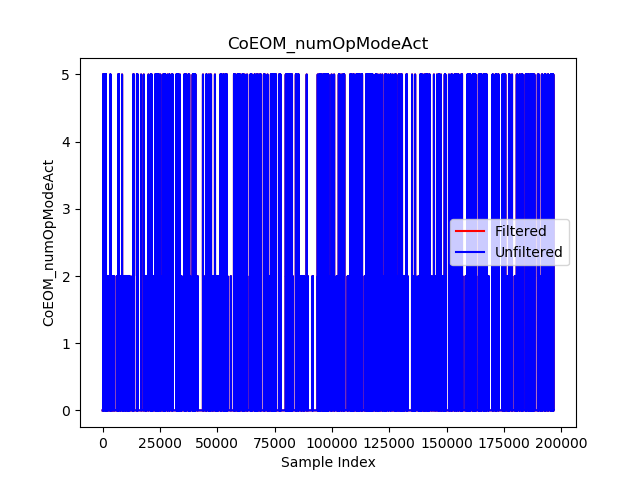 CoEOM_numOpModeAct
5
4
3
2
1
0
CoEOM_numOpModeAct
Filtered
Unfiltered
0 25000 50000 75000 100000 125000 150000 175000 200000
Sample Index